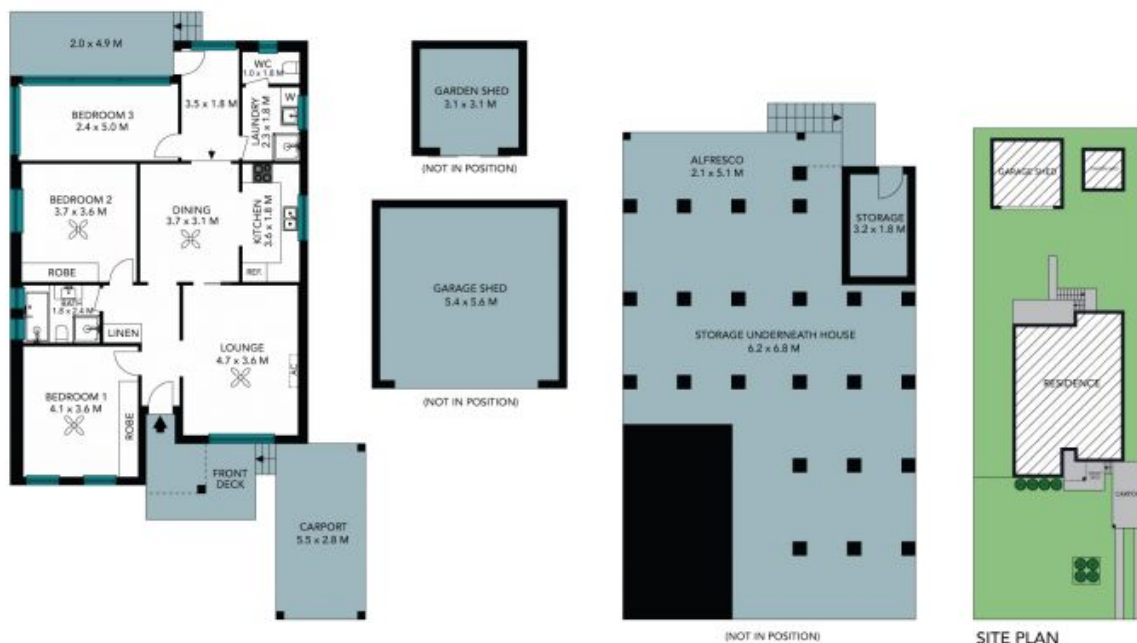 2.0 x 4.9 M
WC
1.0 x 1.8 M
BEDROOM 3
2.4 x 5.0 M
3.5 x 1.8 M
LAUNDRY
2.3 x 1.8 M
W
BEDROOM 2
3.7 x 3.6 M
ROBE
DINING
3.7 x 3.1 M
KITCHEN
3.6 x 1.8 M
REF.
BATH
1.8 x 2.4 M
LINEN
LOUNGE
4.7 x 3.6 M
AC
BEDROOM 1
4.1 x 3.6 M
ROBE
FRONT
DECK
CARPORT
5.5 x 2.8 M
GARDEN SHED
3.1 x 3.1 M
(NOT IN POSITION)
GARAGE SHED
5.4 x 5.6 M
(NOT IN POSITION)
ALFRESCO
2.1 x 5.1 M
STORAGE
3.2 x 1.8 M
STORAGE UNDERNEATH HOUSE
6.2 x 6.8 M
(NOT IN POSITION)
GARAGE SHED
RESIDENCE
SITE PLAN